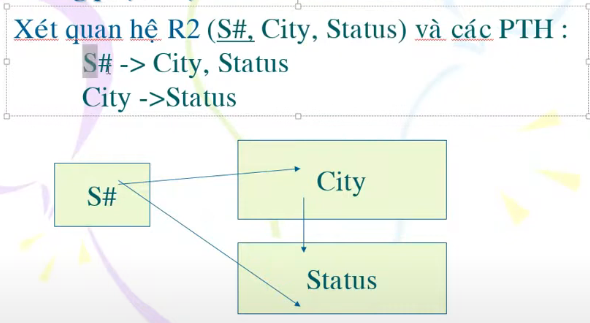 Xét quan hệ R2 (S#, City, Status) và các PTH :
S# -> City, Status
City ->Status
S#
City
Status